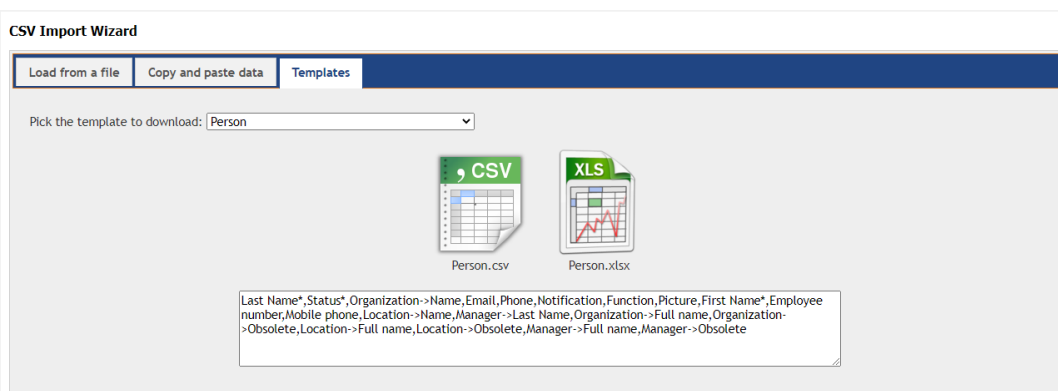 CSV Import Wizard
Load from a file
Copy and paste data
Templates
Pick the template to download: Person
, CSV
XLS
Person.csv
Person.xlsx
Last Name*,Status*,Organization->Name,Email,Phone,Notification,Function,Picture,First Name*,Employee
number,Mobile phone,Location->Name,Manager->Last Name,Organization->Full name,Organization-
>Obsolete,Location->Full name,Location->Obsolete,Manager->Full name,Manager->Obsolete